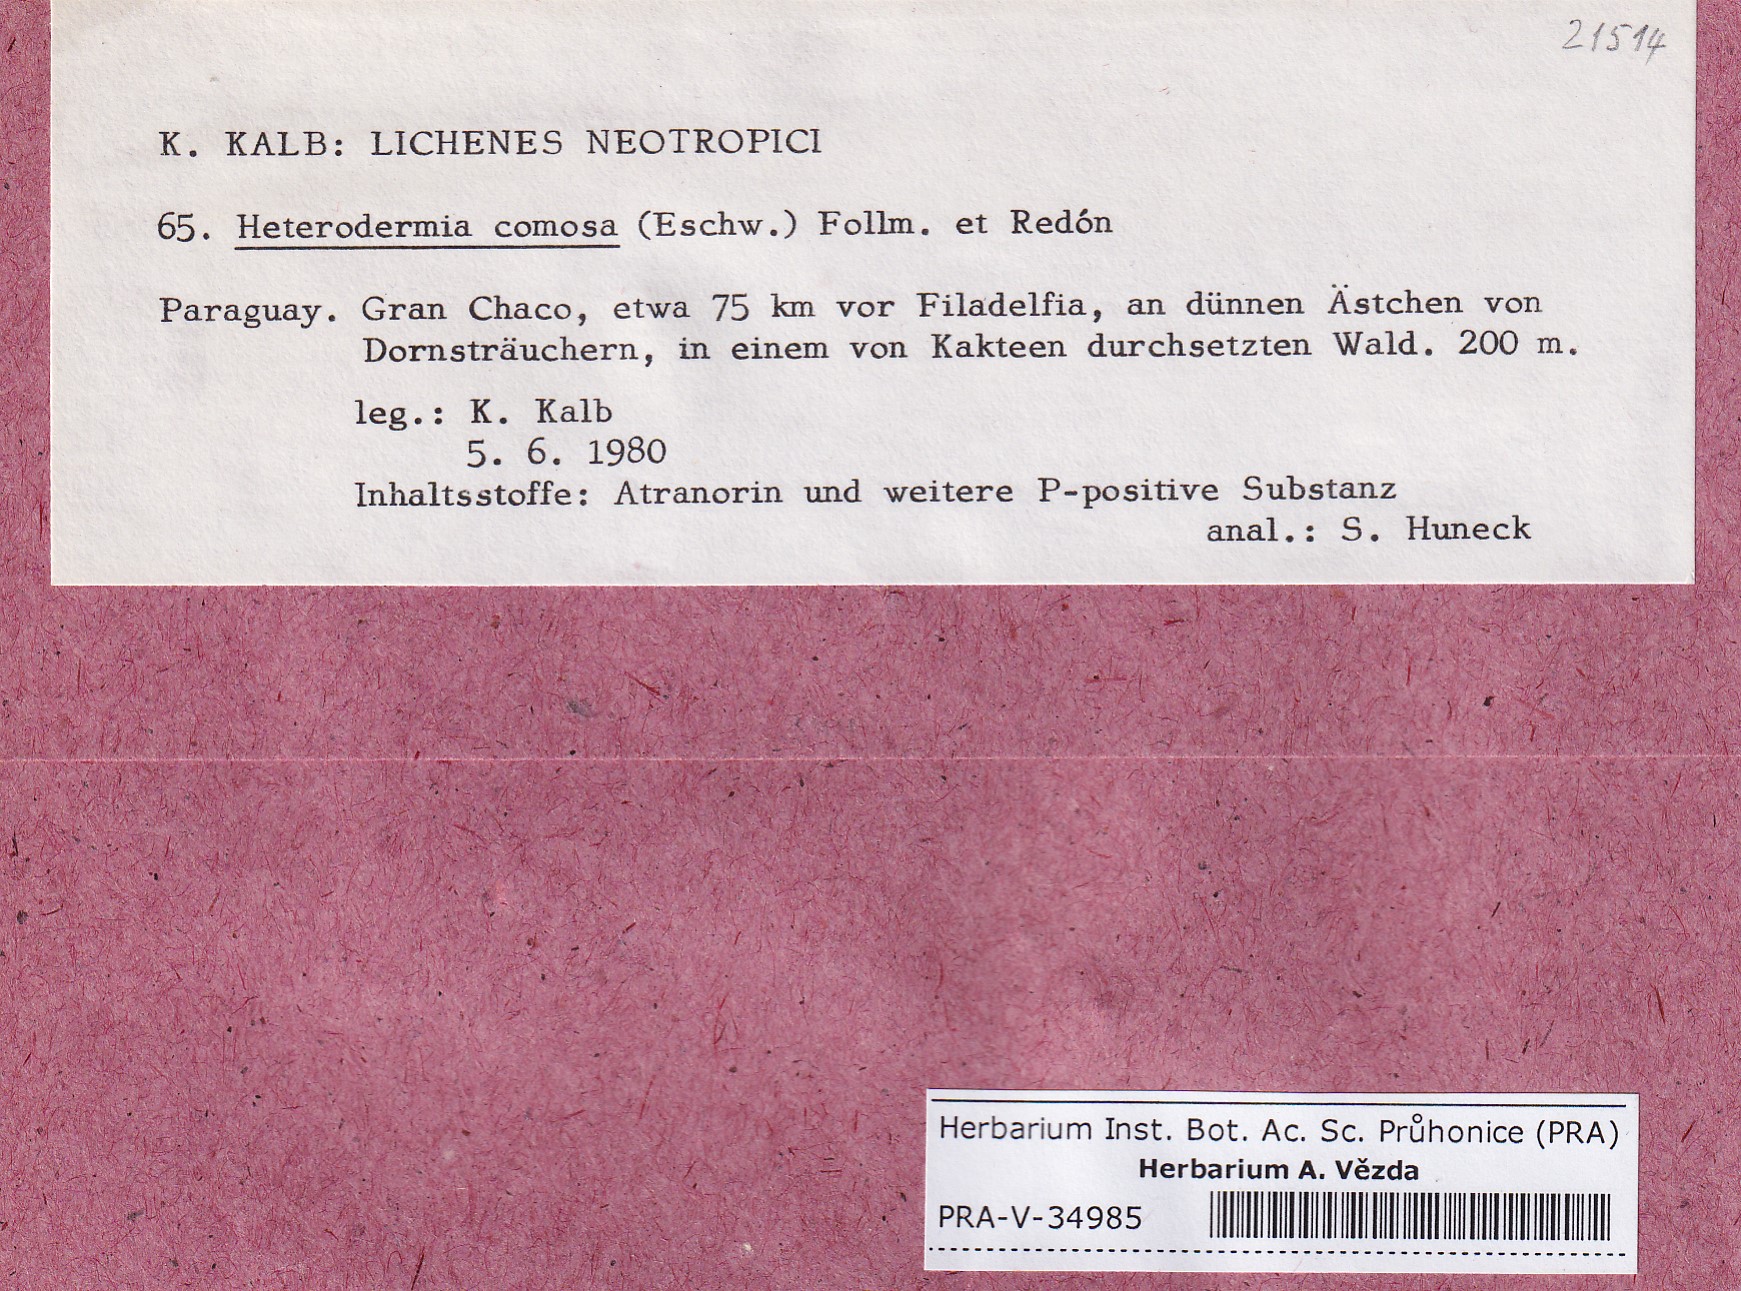 21514
K. KALB: LICHENES NEOTROPICI
65. Heterodermia comosa (Eschw.) Follm. et Redón
Paraguay. Gran Chaco, etwa 75 km vor Filadelfia, an dünnen Ästchen von
Dornsträuchern, in einem von Kakteen durchsetzten Wald. 200 m.
leg.: K. Kalb
5. 6. 1980
Inhaltsstoffe: Atranorin und weitere P-positive Substanz
anal.: S. Huneck
Herbarium Inst. Bot. Ac. Sc. Průhonice (PRA)
Herbarium A. Vězda
PRA-V-34985